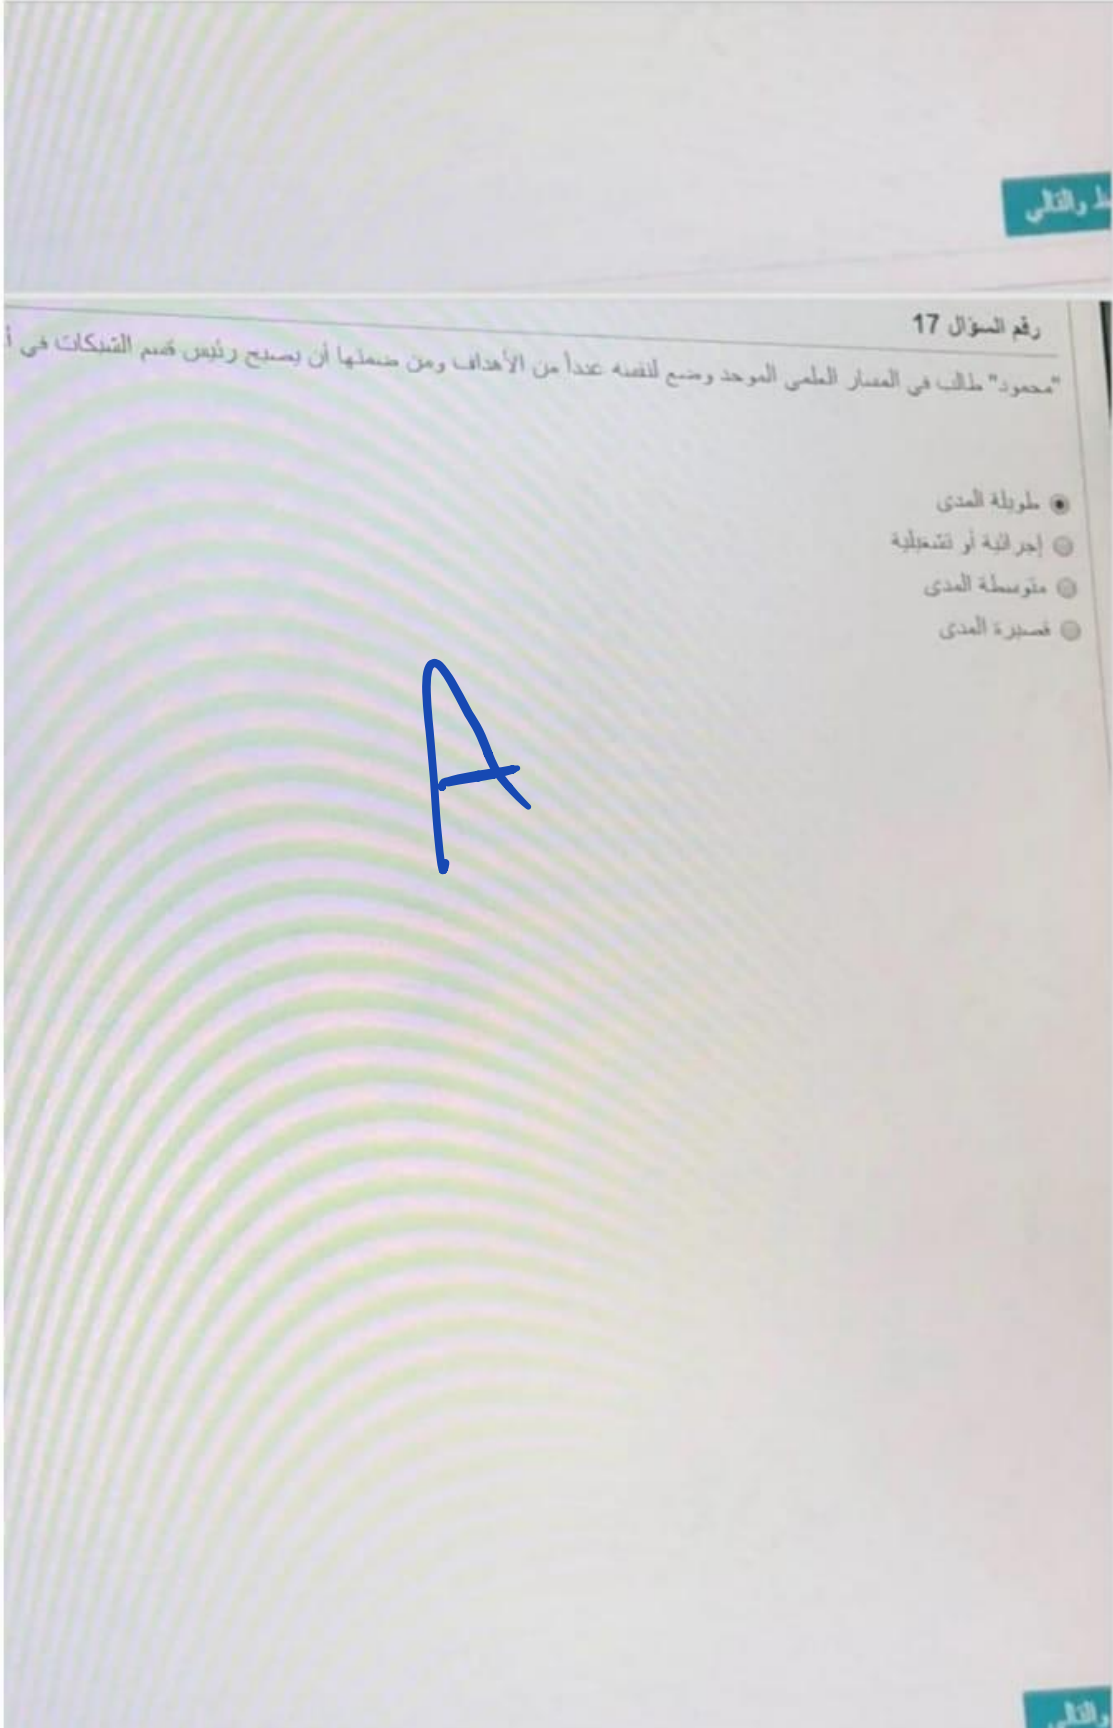 والتالي
رقم السؤال 17
"محمود" طالب في المسار العلمي الموحد وضع لنفسه عدداً من الأهداف ومن ضمنها أن يصبح رئيس قسم الشبكات في
طويلة المدى
إجرائية أو تشغيلية
متوسطة المدى
قصيرة المدى
A
والتالي